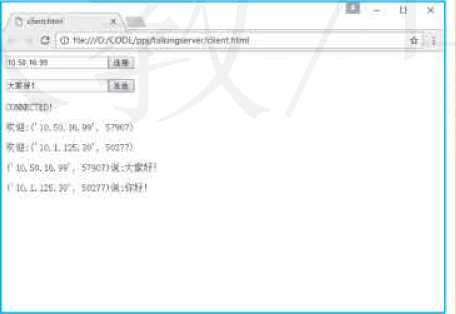 client.html
file:///D:/CODE/ppj/talkingserver/client.html
10.50.16.99 连接
大家好! 发送
CONNECTED!
欢迎:('10.50.16.99', 57907)
欢迎:('10.1.125.39', 50277)
('10.50.16.99', 57907)说:大家好!
('10.1.125.39', 50277)说:你好!